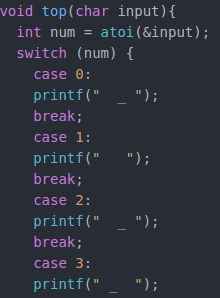 void top(char input){
  int num = atoi(&input);
  switch (num) {
    case 0:
    printf("  _ ");
    break;
    case 1:
    printf("   ");
    break;
    case 2:
    printf("  _ ");
    break;
    case 3:
    printf(" _  ");